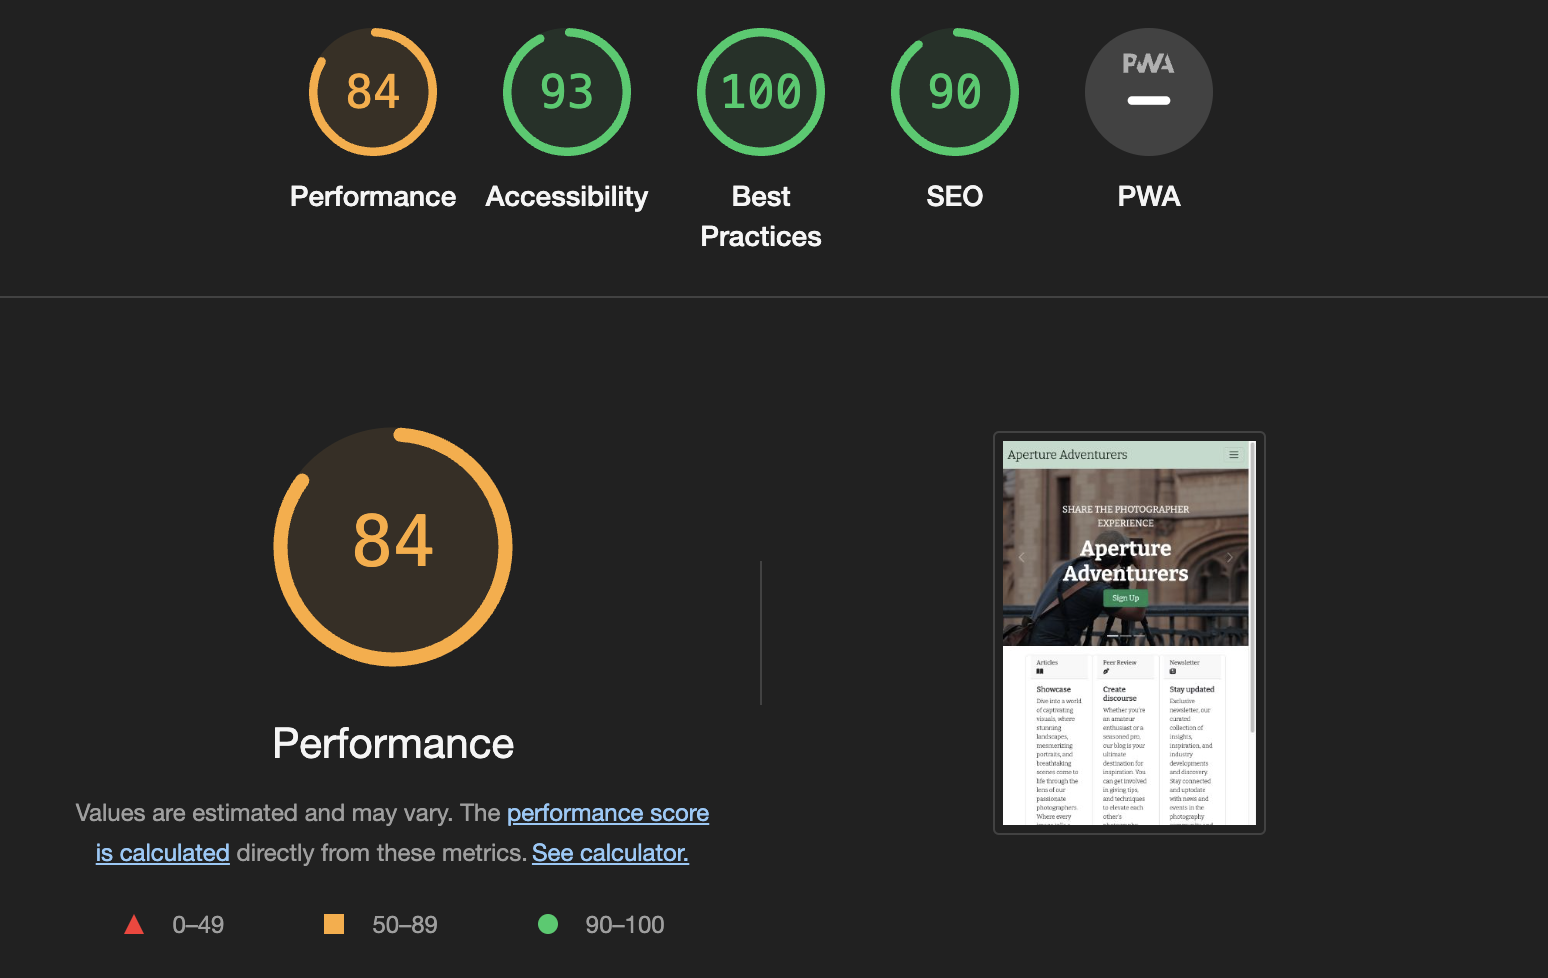 84
93
100
90
PWA
Performance
Accessibility
Best
Practices
SEO
PWA
84
Performance
Values are estimated and may vary. The performance score
is calculated directly from these metrics. See calculator.
0–49
50–89
90–100
Aperture Adventurers
SHARE THE PHOTOGRAPHER
EXPERIENCE
Aperture
Adventurers
Sign Up
Articles
Showcase
Dive into a world
of captivating
visuals, where
stunning
landscapes,
mesmerizing
portraits, and
breathtaking
scenes come to
life through the
lens of our
passionate
photographers.
Where every
Peer Review
Create
discourse
Whether you're
an amateur
enthusiast or a
seasoned pro,
our blog is your
ultimate
destination for
inspiration. You
can get involved
in giving tips,
and techniques
to elevate each
other's
Newsletter
Stay updated
Exclusive
newsletter, our
curated
collection of
insights,
inspiration, and
industry
developments
and discovery.
Stay connected
and uptodate
with news and
events in the
photography